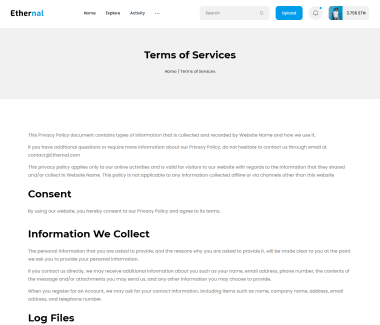 Ethernal Home Explore Activity ... Search Upload 3,756 ETH
Terms of Services
Home | Terms of Services
This Privacy Policy document contains types of information that is collected and recorded by Website Name and how we use it.
If you have additional questions or require more information about our Privacy Policy, do not hesitate to contact us through email at
contact@Ethernal.com
This privacy policy applies only to our online activities and is valid for visitors to our website with regards to the information that they shared
and/or collect in Website Name. This policy is not applicable to any information collected offline or via channels other than this website
Consent
By using our website, you hereby consent to our Privacy Policy and agree to its terms.
Information We Collect
The personal information that you are asked to provide, and the reasons why you are asked to provide it, will be made clear to you at the point
we ask you to provide your personal information.
If you contact us directly, we may receive additional information about you such as your name, email address, phone number, the contents of
the message and/or attachments you may send us, and any other information you may choose to provide.
When you register for an Account, we may ask for your contact information, including items such as name, company name, address, email
address, and telephone number.
Log Files